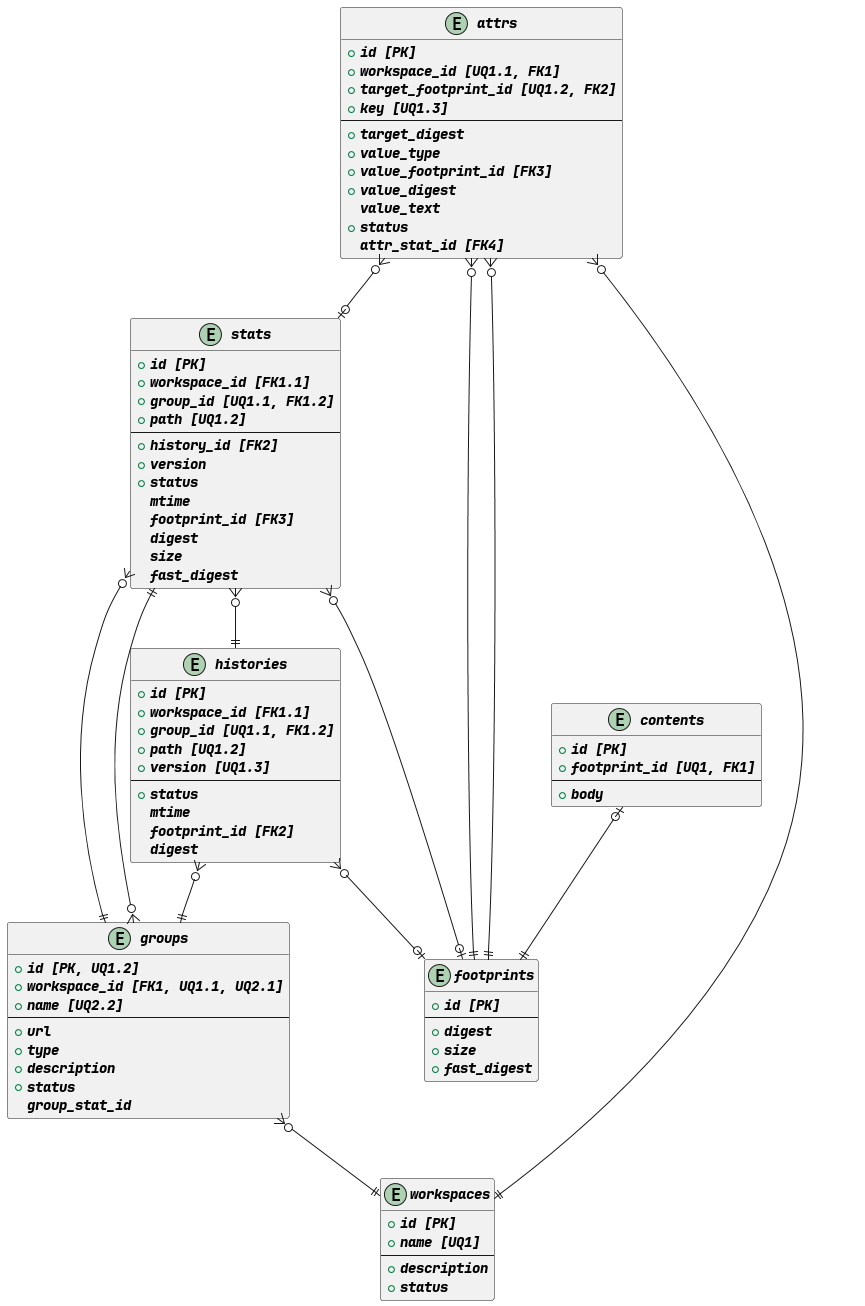 E attrs
id [PK]
workspace_id [UQ1.1, FK1]
target_footprint_id [UQ1.2, FK2]
key [UQ1.3]
target_digest
value_type
value_footprint_id [FK3]
value_digest
value_text
status
attr_stat_id [FK4]
E stats
id [PK]
workspace_id [FK1.1]
group_id [UQ1.1, FK1.2]
path [UQ1.2]
history_id [FK2]
version
status
mtime
footprint_id [FK3]
digest
size
fast_digest
E histories
id [PK]
workspace_id [FK1.1]
group_id [UQ1.1, FK1.2]
path [UQ1.2]
version [UQ1.3]
status
mtime
footprint_id [FK2]
digest
E contents
id [PK]
footprint_id [UQ1, FK1]
body
E groups
id [PK, UQ1.2]
workspace_id [FK1, UQ1.1, UQ2.1]
name [UQ2.2]
url
type
description
status
group_stat_id
E footprints
id [PK]
digest
size
fast_digest
E workspaces
id [PK]
name [UQ1]
description
status